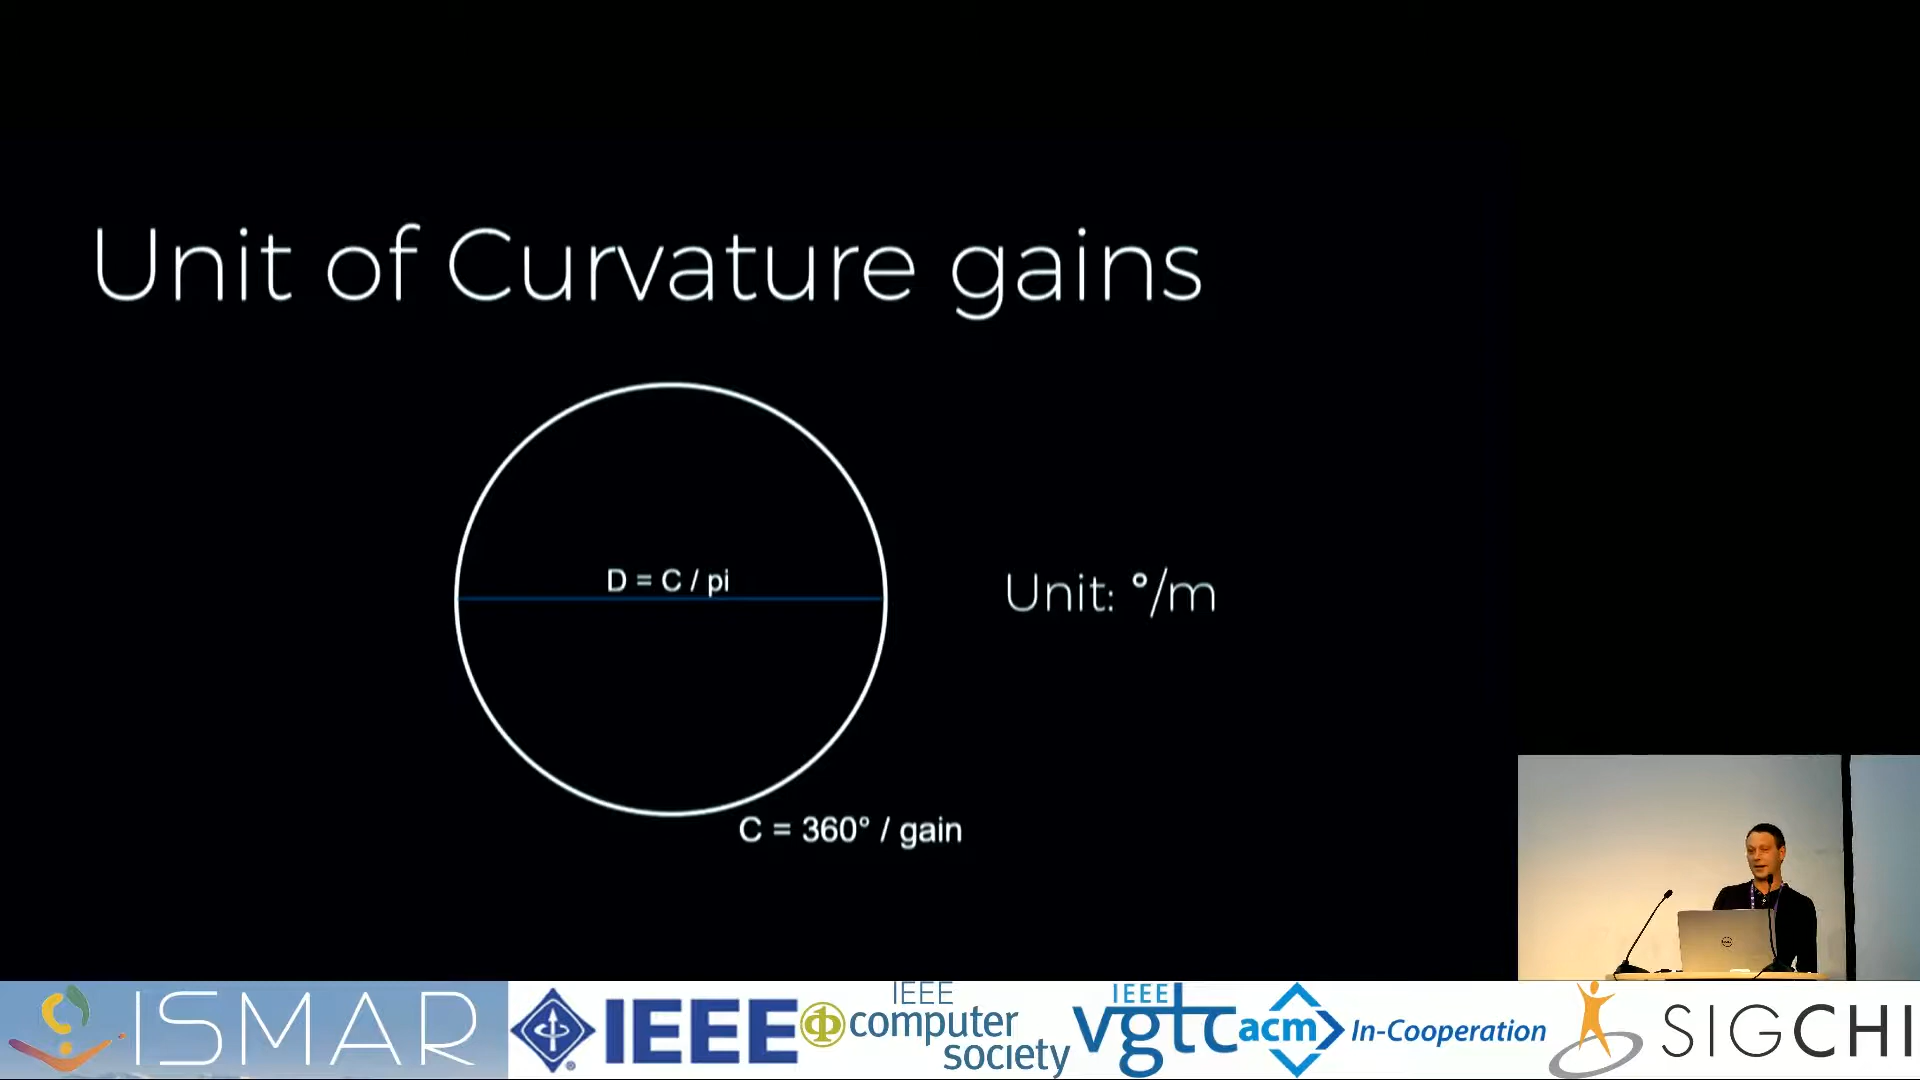 Unit of Curvature gains
D = C / pi
Unit: °/m
C = 360° / gain
ISMAR
IEEE
IEEE
computer
society
IEEE
vgtc
acm
In-Cooperation
SIGCHI